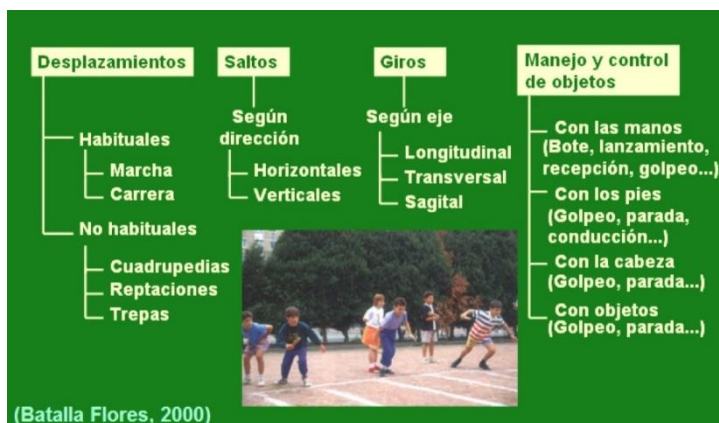 Desplazamientos
Habituales
Marcha
Carrera
No habituales
Cuadrupedias
Reptaciones
Trepas
Saltos
Según
dirección
Horizontales
Verticales
Giros
Según eje
Longitudinal
Transversal
Sagital
Manejo y control
de objetos
Con las manos
(Bote, lanzamiento,
recepción, golpeo...)
Con los pies
(Golpeo, parada,
conducción...)
Con la cabeza
(Golpeo, parada...)
Con objetos
(Golpeo, parada...)
(Batalla Flores, 2000)